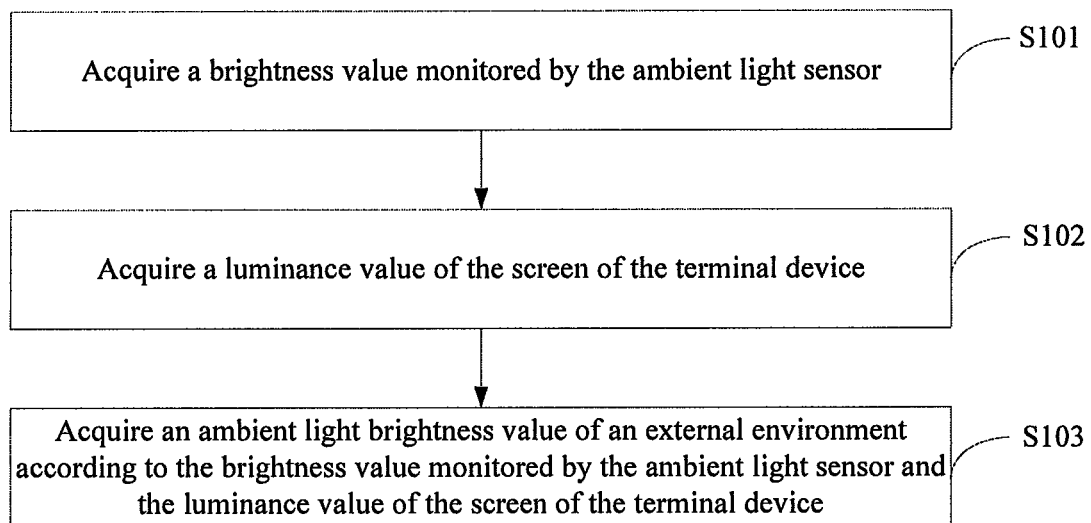 Acquire a brightness value monitored by the ambient light sensor
S101
Acquire a luminance value of the screen of the terminal device
S102
Acquire an ambient light brightness value of an external environment
according to the brightness value monitored by the ambient light sensor and
the luminance value of the screen of the terminal device
S103